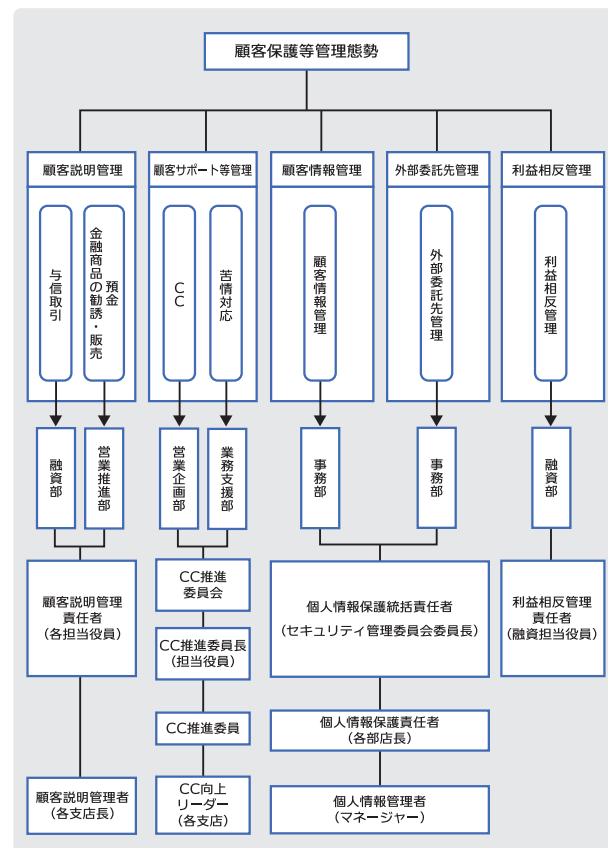 顧客保護等管理態勢
顧客説明管理
顧客サポート等管理
顧客情報管理
外部委託先管理
利益相反管理
与信取引
預金
金融商品の勧誘・販売
CC
苦情対応
顧客情報管理
外部委託先管理
利益相反管理
融資部
営業推進部
営業企画部
業務支援部
事務部
事務部
融資部
顧客説明管理
責任者
(各担当役員)
CC推進
委員会
CC推進委員長
(担当役員)
CC推進委員
CC向上
リーダー
(各支店)
個人情報保護統括責任者
(セキュリティ管理委員会委員長)
利益相反管理
責任者
(融資担当役員)
個人情報保護責任者
(各部店長)
顧客説明管理者
(各支店長)
個人情報管理者
(マネージャー)